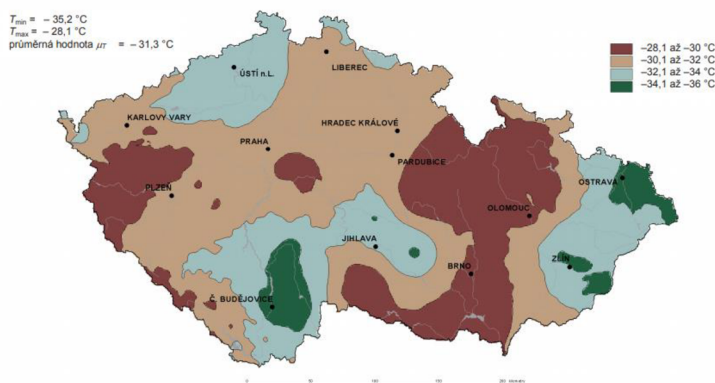 Tmin = – 35,2 °C
Tmax = – 28,1 °C
průměrná hodnota μT = – 31,3 °C
–28,1 až –30 °C
–30,1 až –32 °C
–32,1 až –34 °C
–34,1 až –36 °C
LIBEREC
ÚSTÍ n.L.
KARLOVY VARY
HRADEC KRÁLOVÉ
PRAHA
PARDUBICE
PLZEŇ
OSTRAVA
OLOMOUC
JIHLAVA
ZLÍN
BRNO
Č. BUDĚJOVICE
0 50 100 150 200